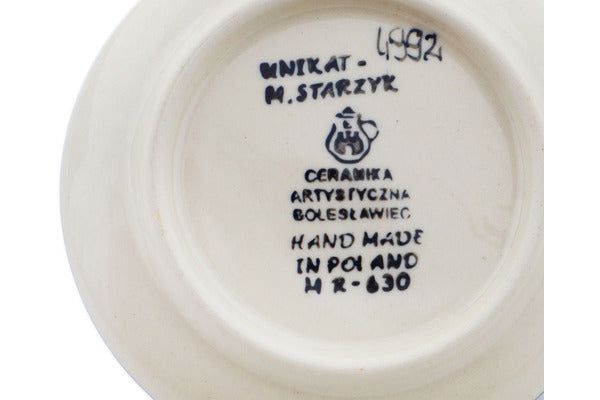 UNIKAT - 4992
M. STARZYK
CERAMIKA
ARTYSTYCZNA
BOLESŁAWIEC
HAND MADE
IN POLAND
M R-630